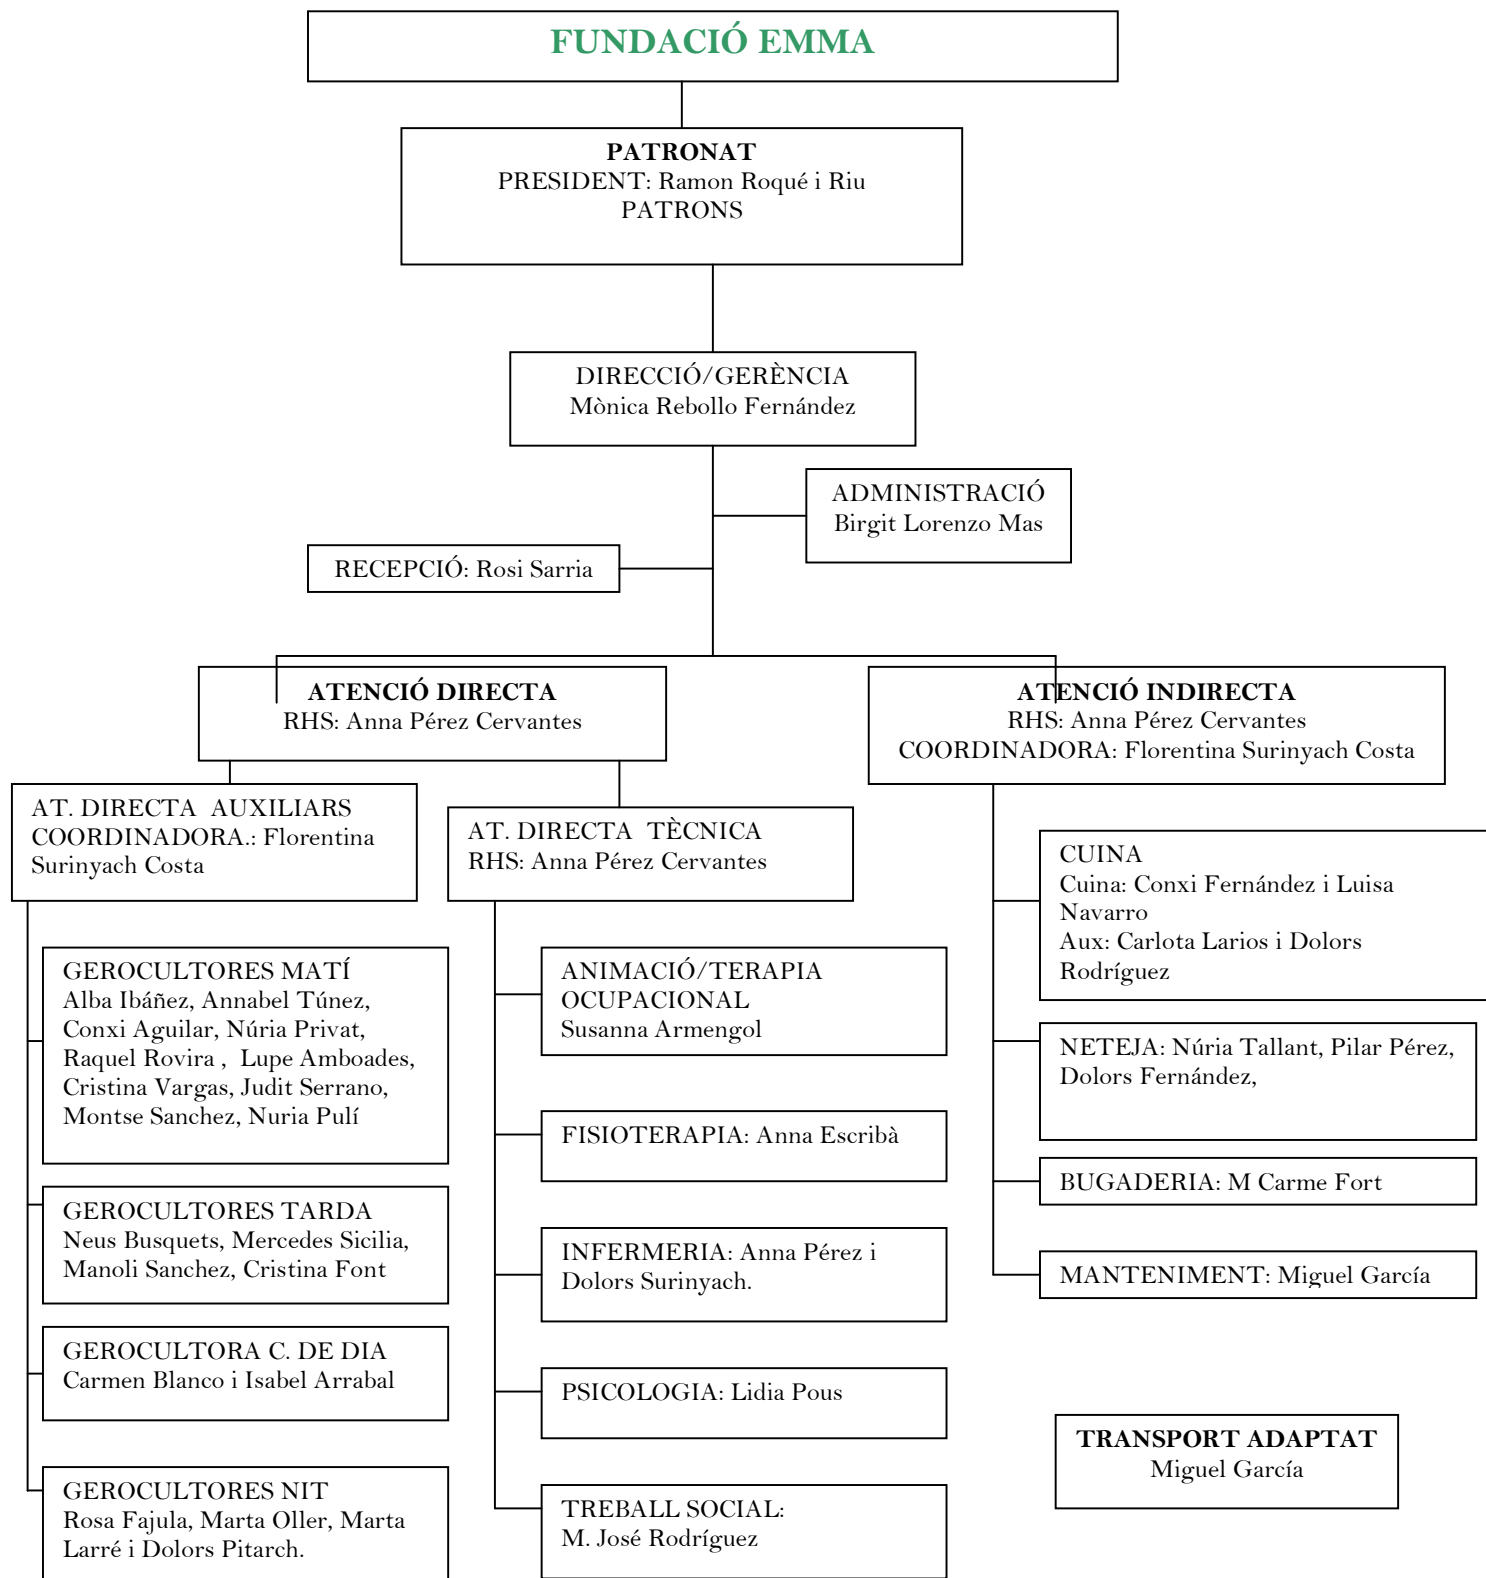 FUNDACIÓ EMMA
PATRONAT
PRESIDENT: Ramon Roqué i Riu
PATRONS
DIRECCIÓ/GERÈNCIA
Mònica Rebollo Fernández
ADMINISTRACIÓ
Birgit Lorenzo Mas
RECEPCIÓ: Rosi Sarria
ATENCIÓ DIRECTA
RHS: Anna Pérez Cervantes
ATENCIÓ INDIRECTA
RHS: Anna Pérez Cervantes
COORDINADORA: Florentina Surinyach Costa
AT. DIRECTA AUXILIARS
COORDINADORA.: Florentina
Surinyach Costa
AT. DIRECTA TÈCNICA
RHS: Anna Pérez Cervantes
GEROCULTORES MATÍ
Alba Ibáñez, Annabel Túnez,
Conxi Aguilar, Núria Privat,
Raquel Rovira , Lupe Amboades,
Cristina Vargas, Judit Serrano,
Montse Sanchez, Nuria Pulí
GEROCULTORES TARDA
Neus Busquets, Mercedes Sicilia,
Manoli Sanchez, Cristina Font
GEROCULTORA C. DE DIA
Carmen Blanco i Isabel Arrabal
GEROCULTORES NIT
Rosa Fajula, Marta Oller, Marta
Larré i Dolors Pitarch.
ANIMACIÓ/TERAPIA
OCUPACIONAL
Susanna Armengol
FISIOTERAPIA: Anna Escribà
INFERMERIA: Anna Pérez i
Dolors Surinyach.
PSICOLOGIA: Lidia Pous
TREBALL SOCIAL:
M. José Rodríguez
CUINA
Cuina: Conxi Fernández i Luisa
Navarro
Aux: Carlota Larios i Dolors
Rodríguez
NETEJA: Núria Tallant, Pilar Pérez,
Dolors Fernández,
BUGADERIA: M Carme Fort
MANTENIMENT: Miguel García
TRANSPORT ADAPTAT
Miguel García